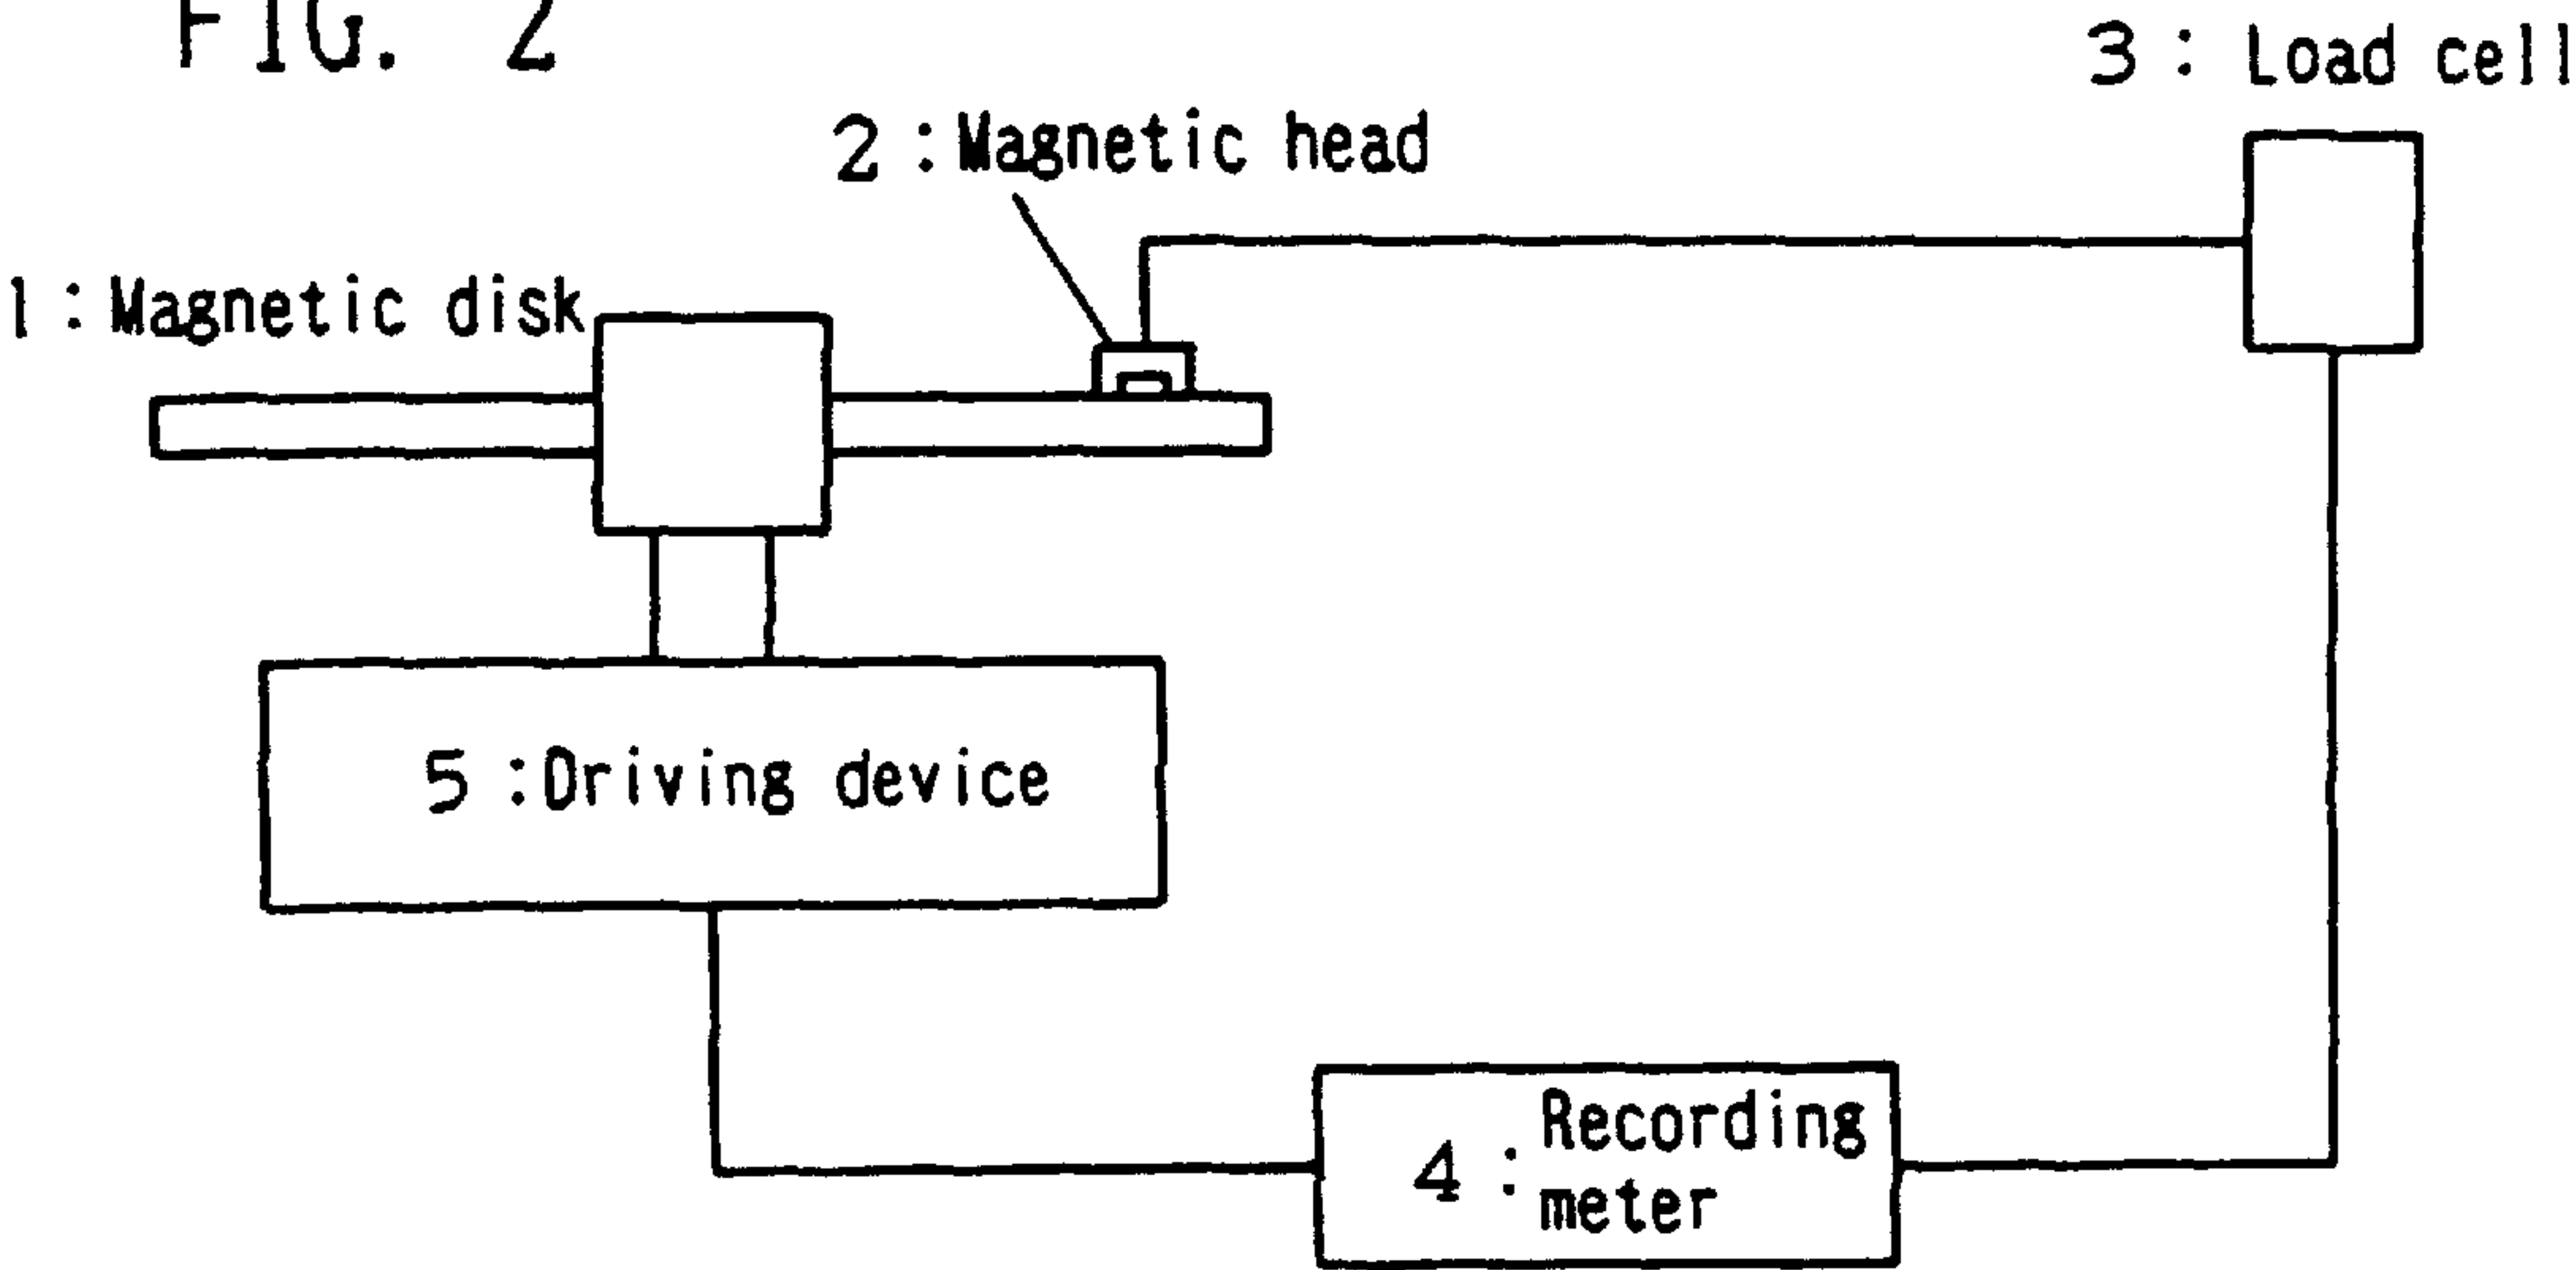 FIG. 2
3 : Load cell
2 : Magnetic head
1 : Magnetic disk
5 : Driving device
4 : Recording
meter